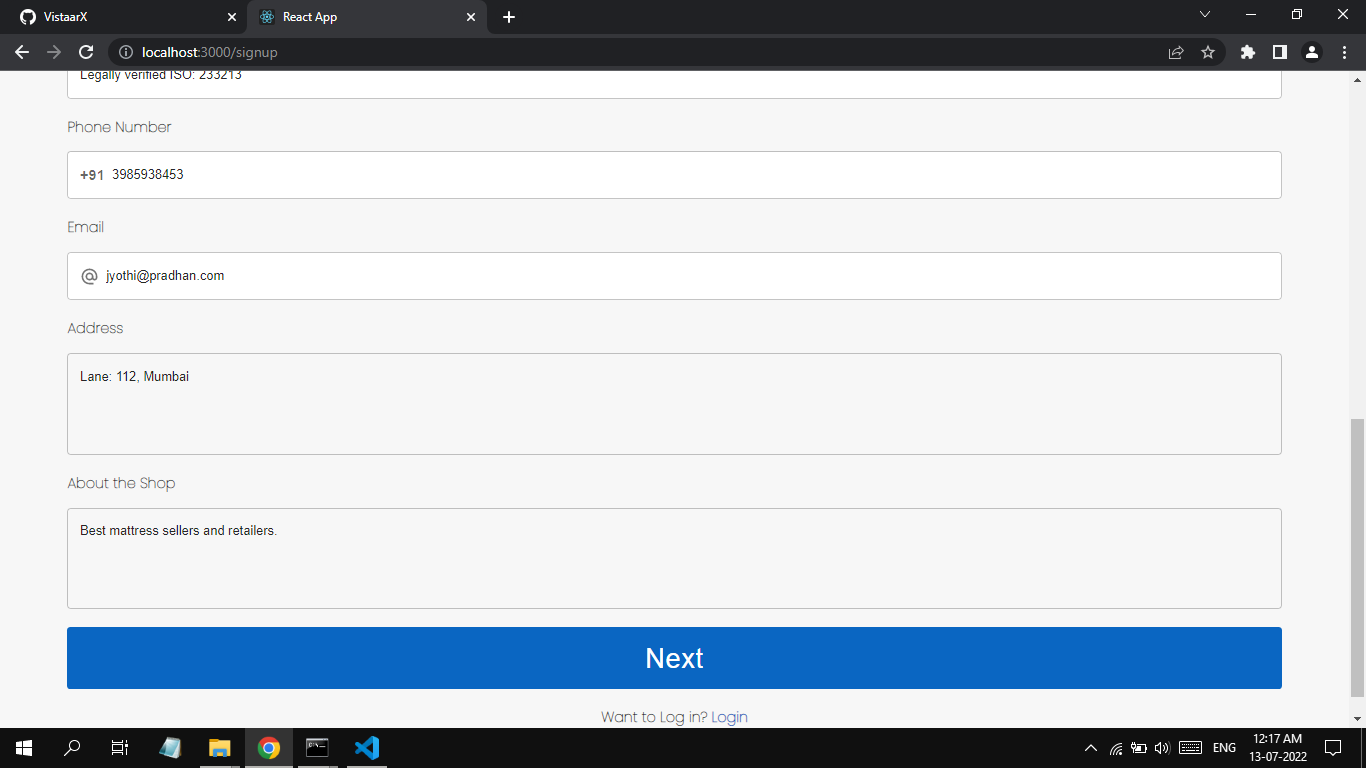 VistaarX
React App
localhost:3000/signup
Legally verified ISO: 233213
Phone Number
+91 3985938453
Email
@ jyothi@pradhan.com
Address
Lane: 112, Mumbai
About the Shop
Best mattress sellers and retailers.
Next
Want to Log in? Login
ENG
12:17 AM
13-07-2022